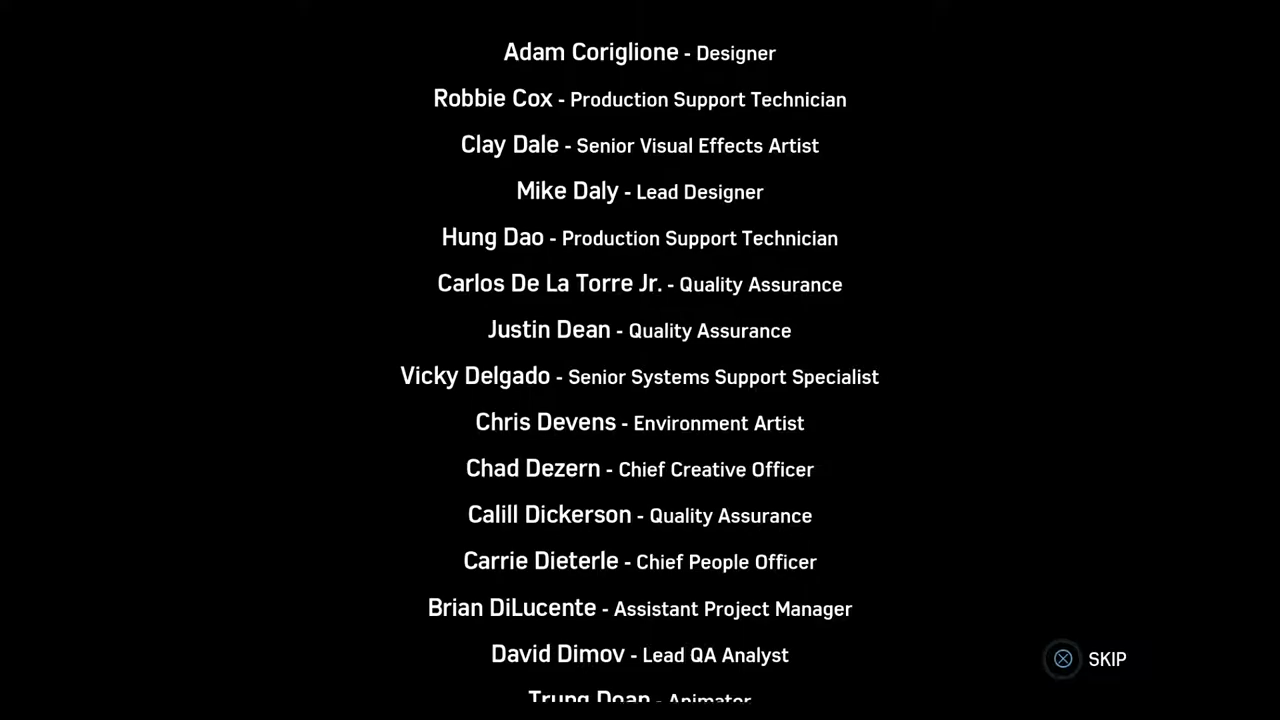 Adam Coriglione - Designer
Robbie Cox - Production Support Technician
Clay Dale - Senior Visual Effects Artist
Mike Daly - Lead Designer
Hung Dao - Production Support Technician
Carlos De La Torre Jr. - Quality Assurance
Justin Dean - Quality Assurance
Vicky Delgado - Senior Systems Support Specialist
Chris Devens - Environment Artist
Chad Dezern - Chief Creative Officer
Calill Dickerson - Quality Assurance
Carrie Dieterle - Chief People Officer
Brian DiLucente - Assistant Project Manager
David Dimov - Lead QA Analyst
SKIP
Trung Doan - Animator